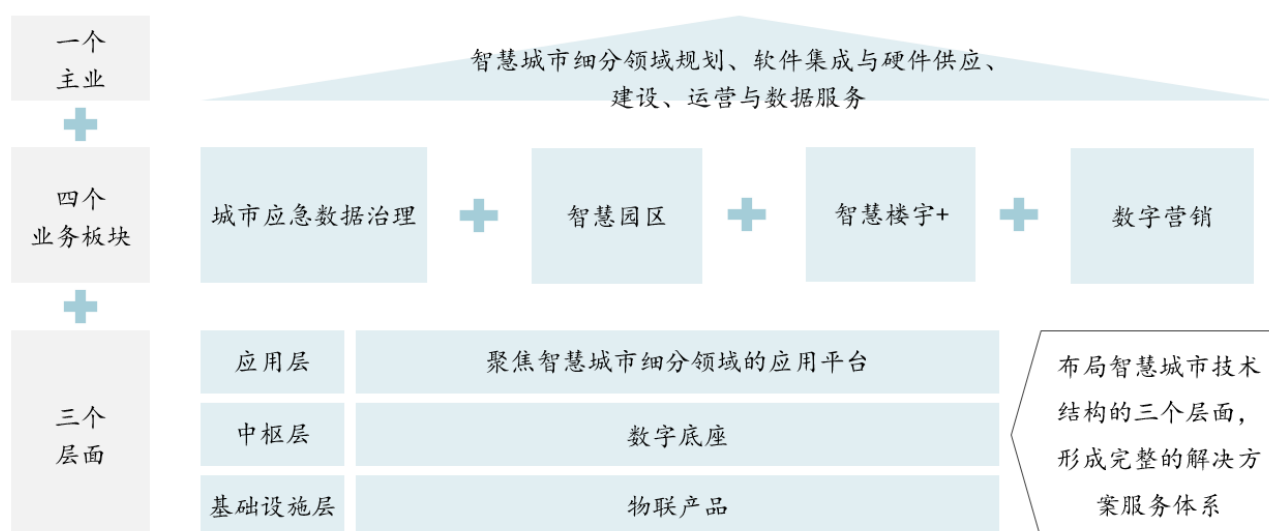 一个
主业
智慧城市细分领域规划、软件集成与硬件供应、
建设、运营与数据服务
四个
业务板块
城市应急数据治理
智慧园区
智慧楼宇+
数字营销
三个
层面
应用层
聚焦智慧城市细分领域的应用平台
中枢层
数字底座
基础设施层
物联产品
布局智慧城市技术
结构的三个层面，
形成完整的解决方
案服务体系